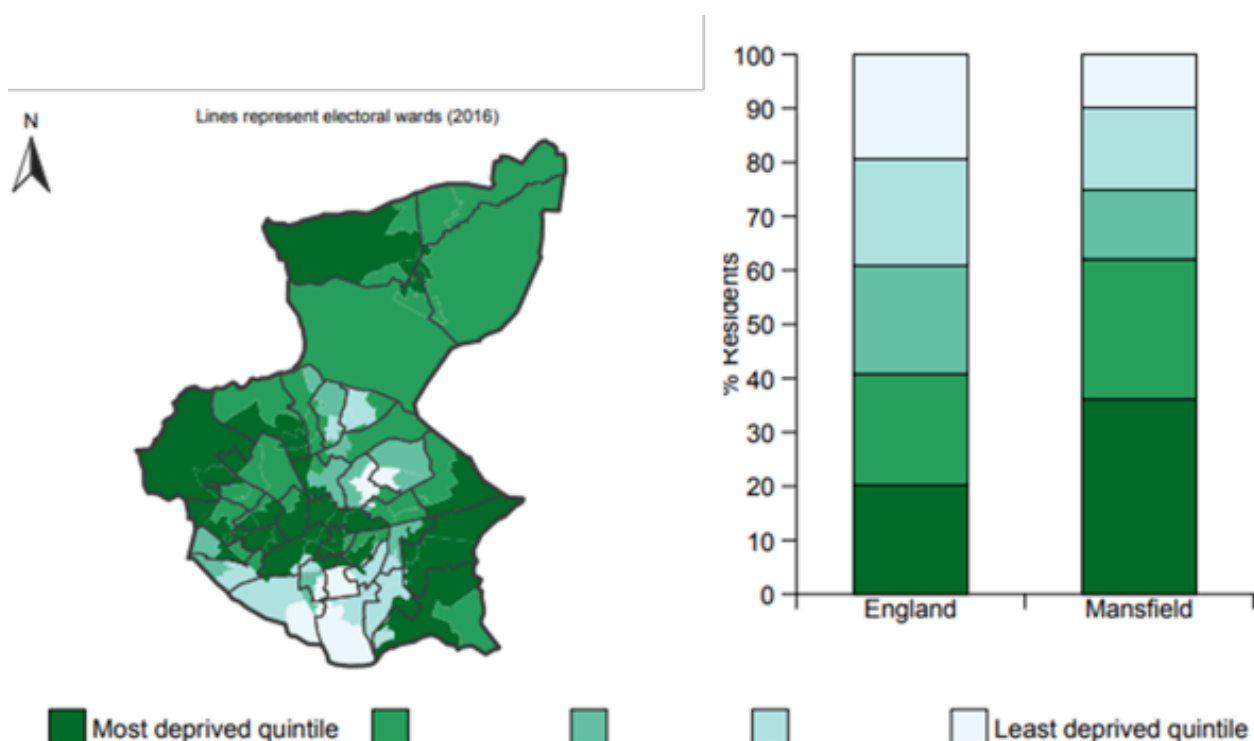 Lines represent electoral wards (2016)
N
100
90
80
70
60
50
40
30
20
10
0
% Residents
England
Mansfield
Most deprived quintile
Least deprived quintile